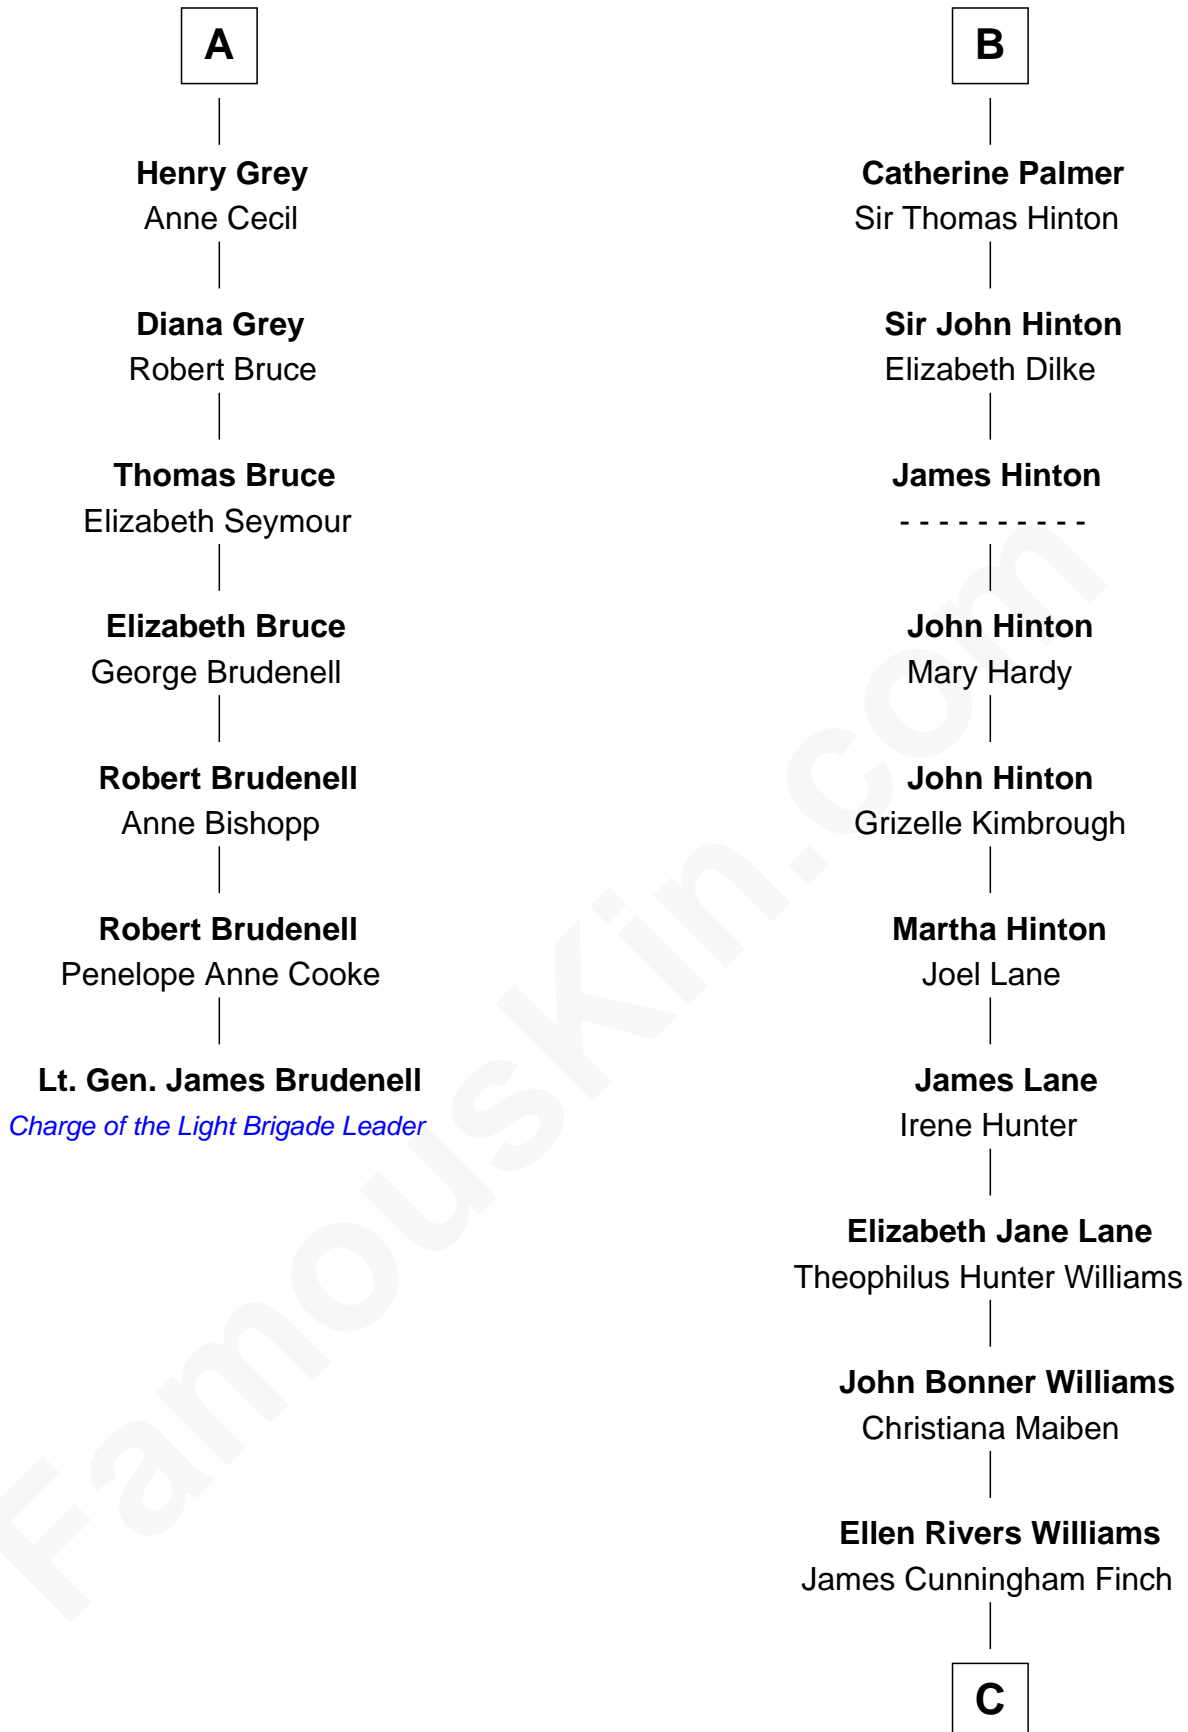 A
Henry Grey
Anne Cecil
Diana Grey
Robert Bruce
Thomas Bruce
Elizabeth Seymour
Elizabeth Bruce
George Brudenell
Robert Brudenell
Anne Bishopp
Robert Brudenell
Penelope Anne Cooke
Lt. Gen. James Brudenell
Charge of the Light Brigade Leader
B
Catherine Palmer
Sir Thomas Hinton
Sir John Hinton
Elizabeth Dilke
James Hinton
- - - - - - - - - -
John Hinton
Mary Hardy
John Hinton
Grizelle Kimbrough
Martha Hinton
Joel Lane
James Lane
Irene Hunter
Elizabeth Jane Lane
Theophilus Hunter Williams
John Bonner Williams
Christiana Maiben
Ellen Rivers Williams
James Cunningham Finch
C
FamousKin.com